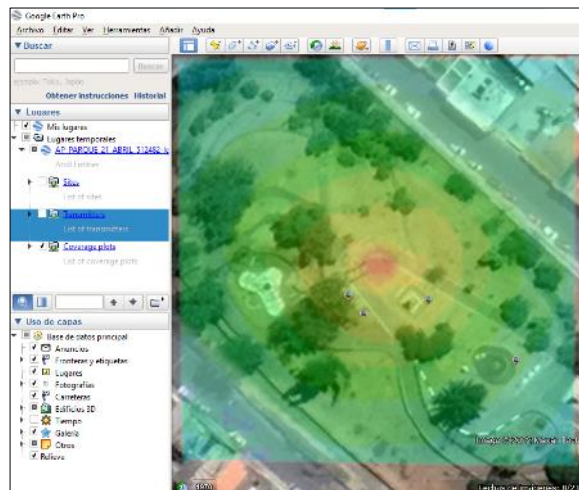 Google Earth Pro
Archivo Editar Ver Herramientas Añadir Ayuda
Buscar
Buscar
Obtener instrucciones Historial
Lugares
Mis lugares
Lugares temporales
AP_PARQUE_21_ABRIL_512482
Sites
List of sites
Transmitters
List of transmitters
Coverage plots
List of coverage plots
Uso de capas
Base de datos principal
Anuncios
Fronteras y etiquetas
Lugares
Fotografías
Carreteras
Edificios 3D
Tiempo
Galería
Otros
Relieve